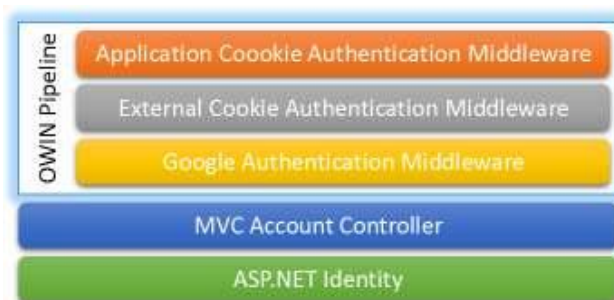 OWIN Pipeline
Application Coookie Authentication Middleware
External Cookie Authentication Middleware
Google Authentication Middleware
MVC Account Controller
ASP.NET Identity